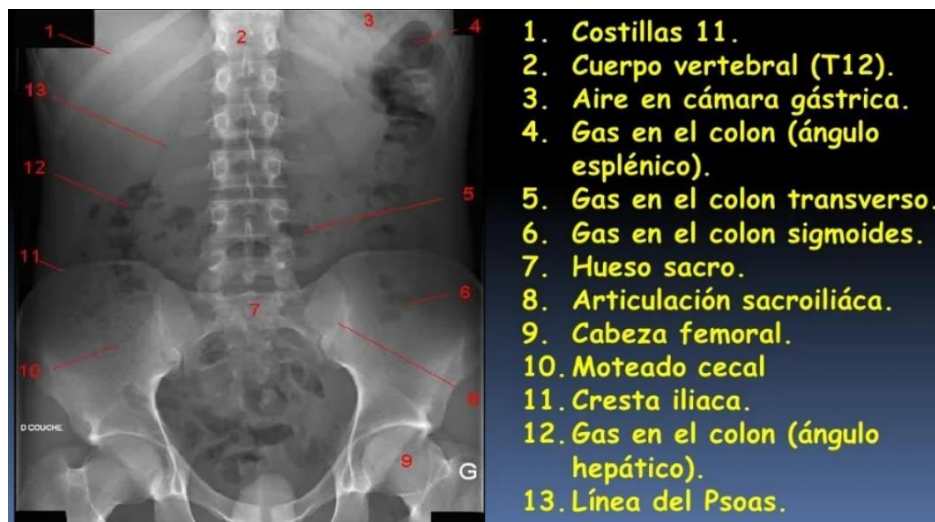 1
2
3
4
13
12
5
11
6
7
10
8
9
D COUCHE
G
1. Costillas 11.
2. Cuerpo vertebral (T12).
3. Aire en cámara gástrica.
4. Gas en el colon (ángulo
esplénico).
5. Gas en el colon transverso.
6. Gas en el colon sigmoides.
7. Hueso sacro.
8. Articulación sacroiliáca.
9. Cabeza femoral.
10. Moteado cecal
11. Cresta iliaca.
12. Gas en el colon (ángulo
hepático).
13. Línea del Psoas.